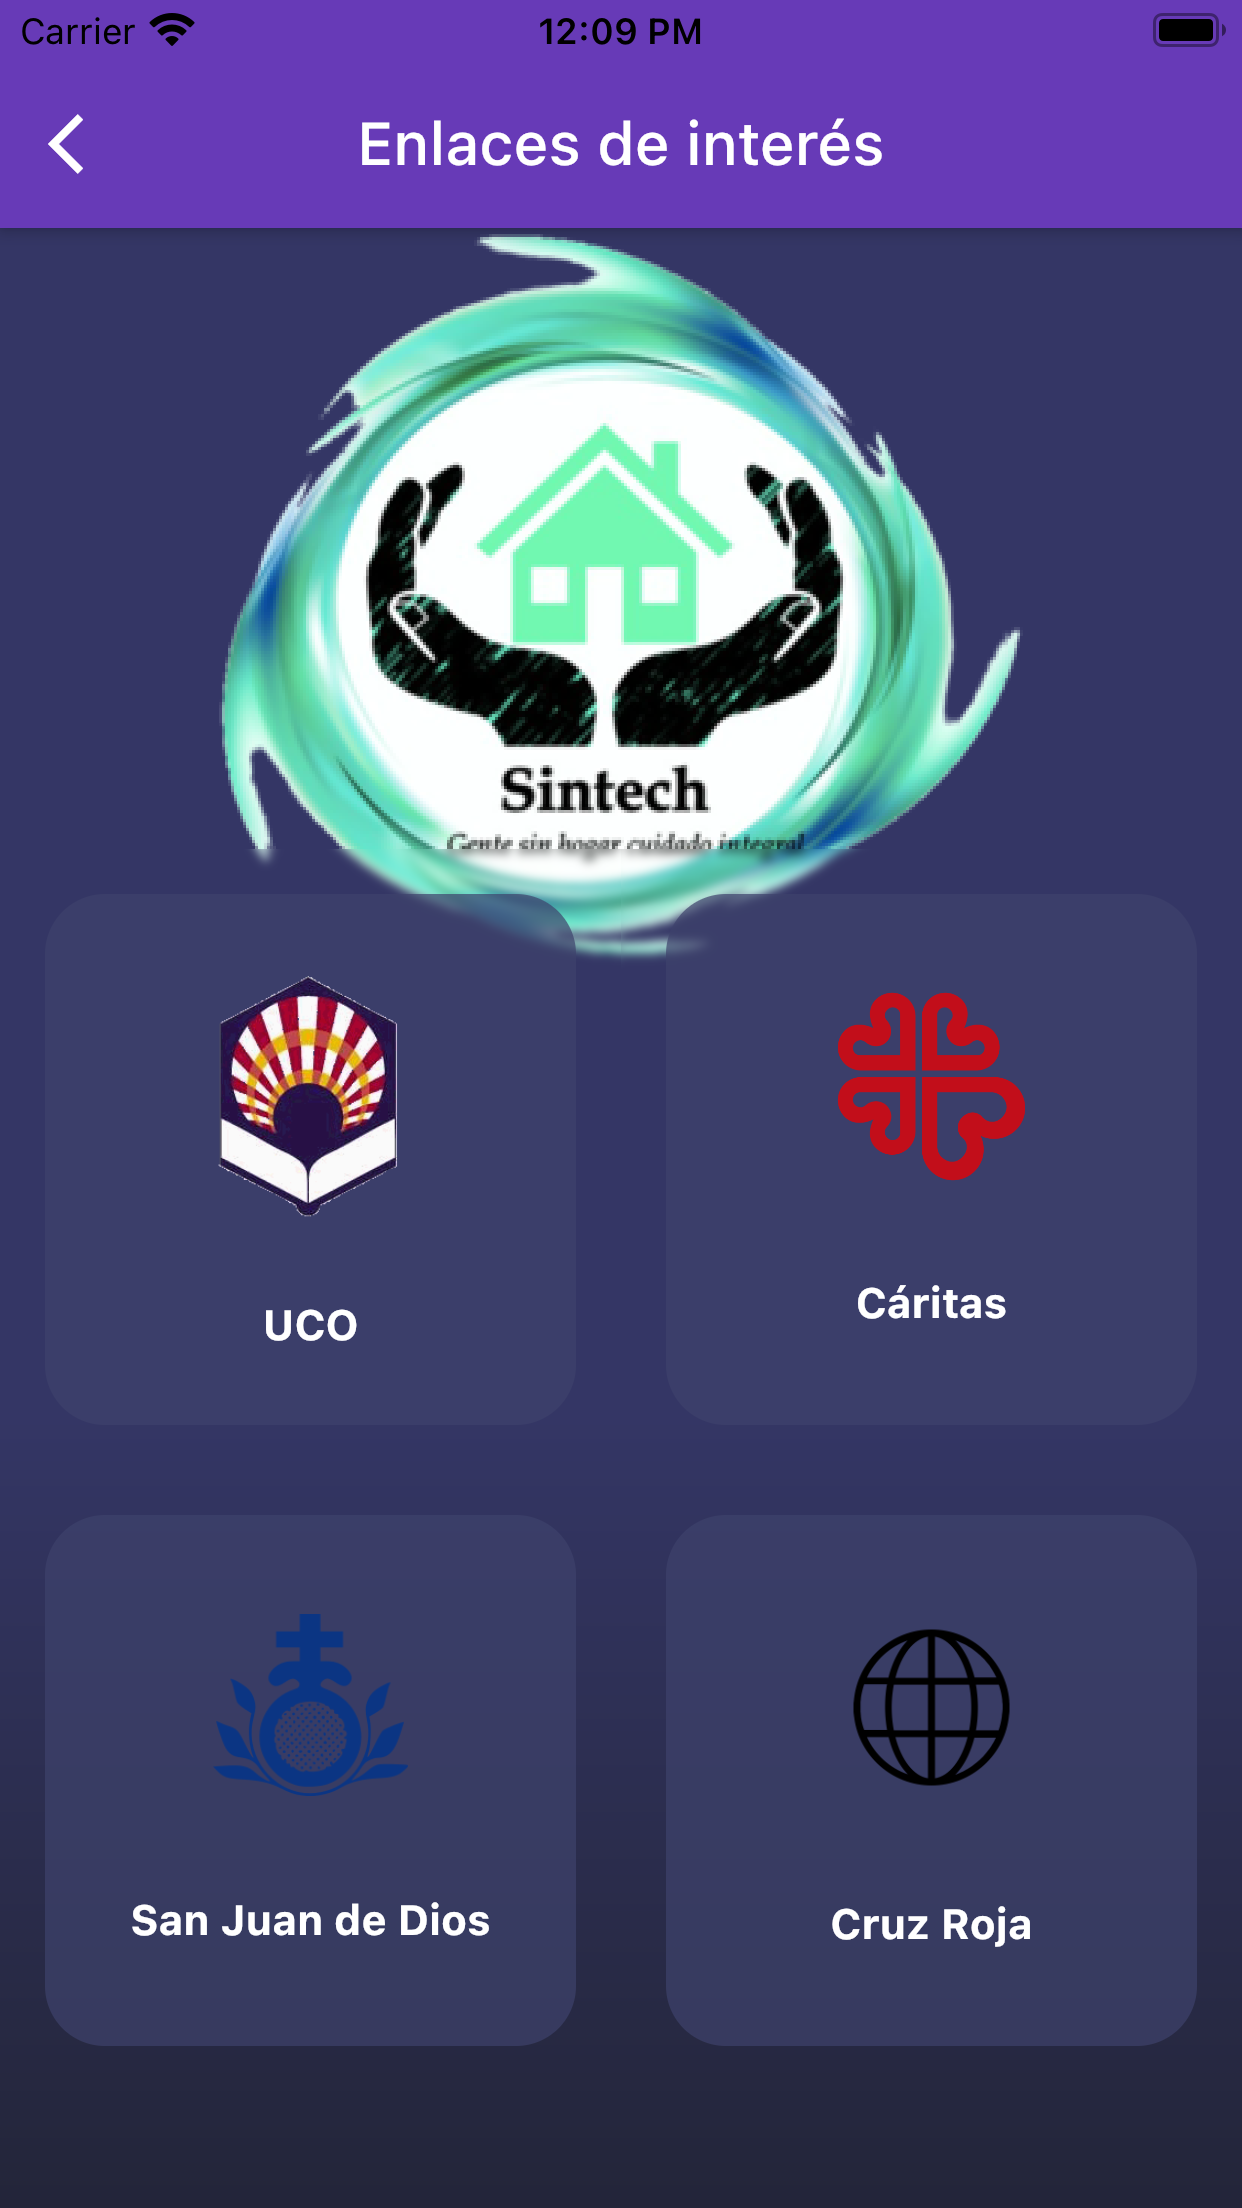 Carrier
12:09 PM
Enlaces de interés
Sintech
Gente sin hogar cuidado integral
UCO
Cáritas
San Juan de Dios
Cruz Roja